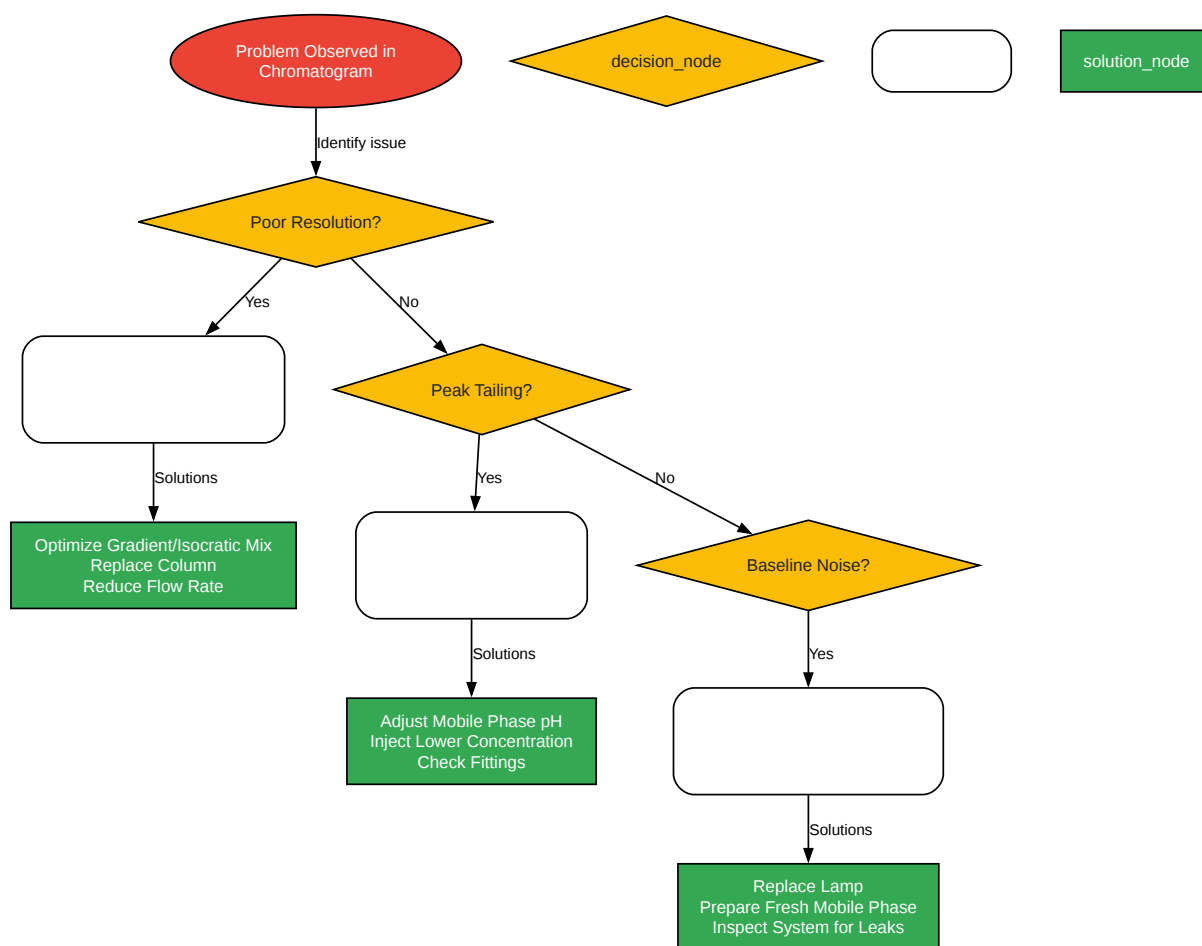 Problem Observed in
Chromatogram
decision_node
solution_node
Identify issue
Poor Resolution?
Yes
No
Peak Tailing?
Solutions
Yes
No
Optimize Gradient/Isocratic Mix
Replace Column
Reduce Flow Rate
Baseline Noise?
Solutions
Yes
Adjust Mobile Phase pH
Inject Lower Concentration
Check Fittings
Solutions
Replace Lamp
Prepare Fresh Mobile Phase
Inspect System for Leaks